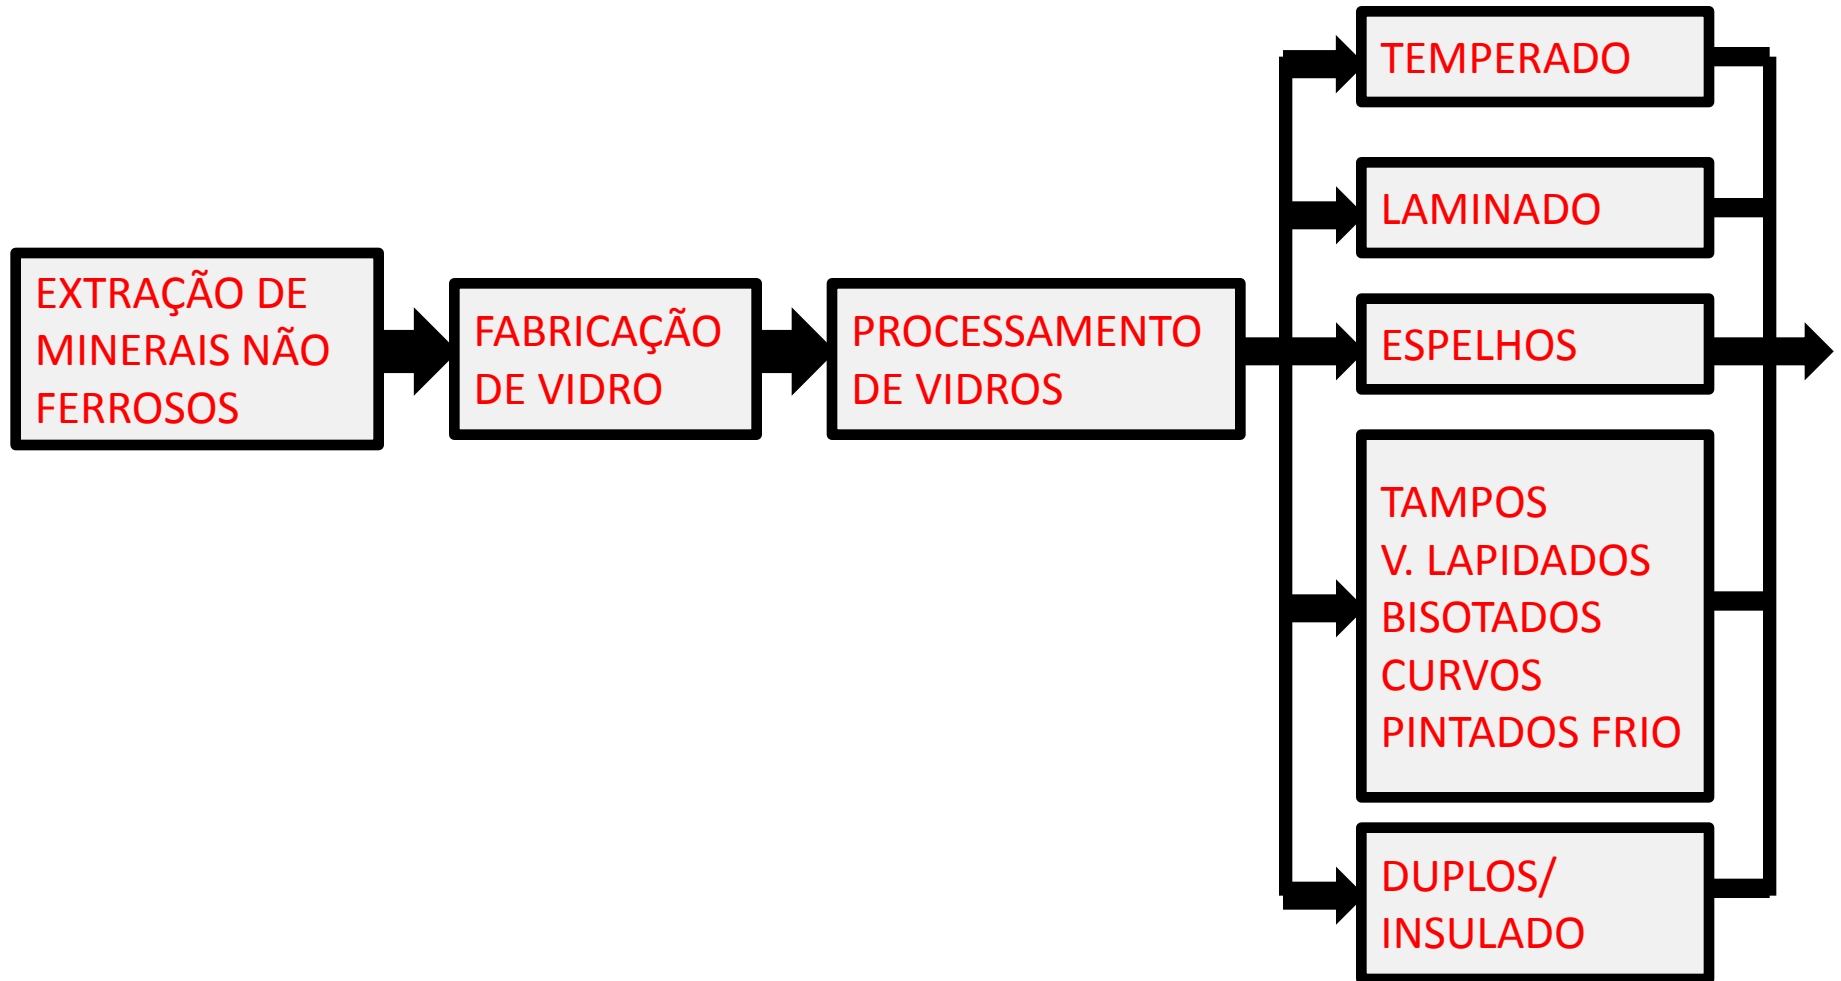 EXTRAÇÃO DE
MINERAIS NÃO
FERROSOS
FABRICAÇÃO
DE VIDRO
PROCESSAMENTO
DE VIDROS
TEMPERADO
LAMINADO
ESPELHOS
TAMPOS
V. LAPIDADOS
BISOTADOS
CURVOS
PINTADOS FRIO
DUPLOS/
INSULADO